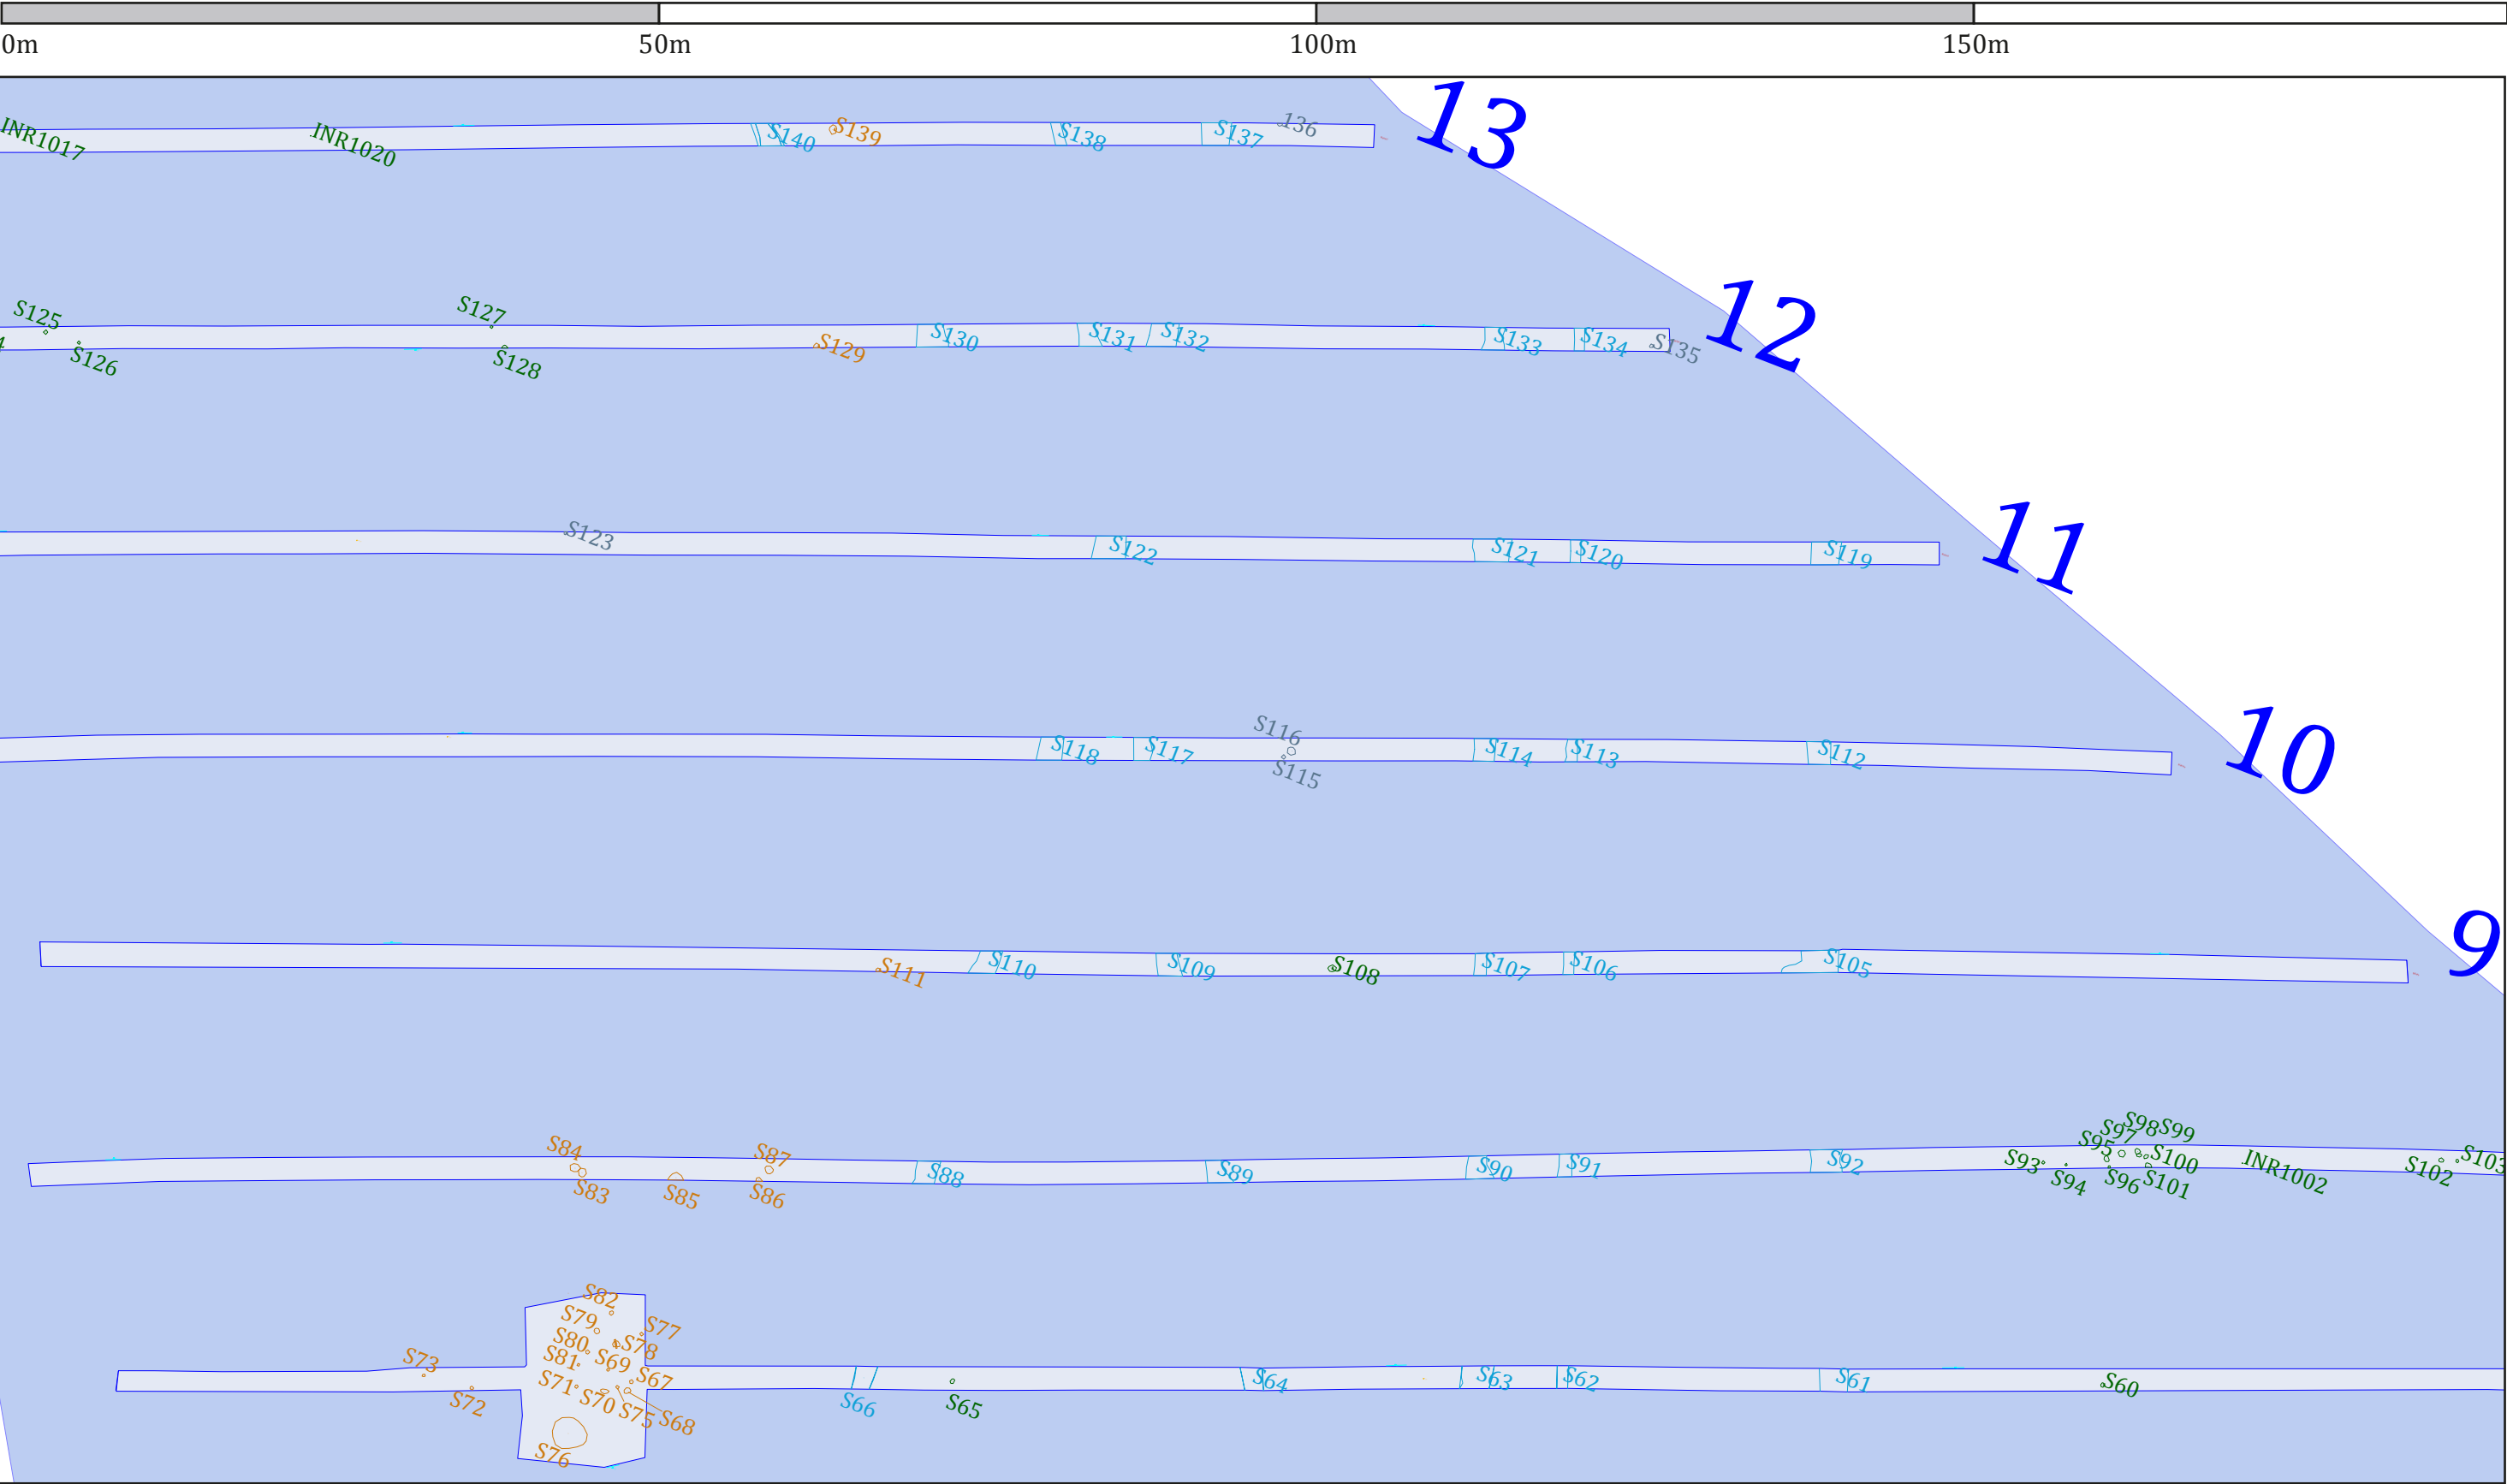 0m 50m 100m 150m
13
INR1017 INR1020 S140 S139 S138 S137 136
12
S125 S126 S127 S128 S129 S130 S131 S132 S133 S134 S135
11
S123 S122 S121 S120 S119
10
S118 S117 S116 S115 S114 S113 S112
9
S111 S110 S109 S108 S107 S106 S105
S84 S83 S85 S87 S86 S88 S89 S90 S91 S92 S93 S94 S95 S97 S98 S99 S96 S100 S101 INR1002 S102 S103
S82
S79 S77
S80 S78
S73 S81 S69
S72 S71 S70 S67 S75 S68 S66 S65 S64 S63 S62 S61 S60
S76